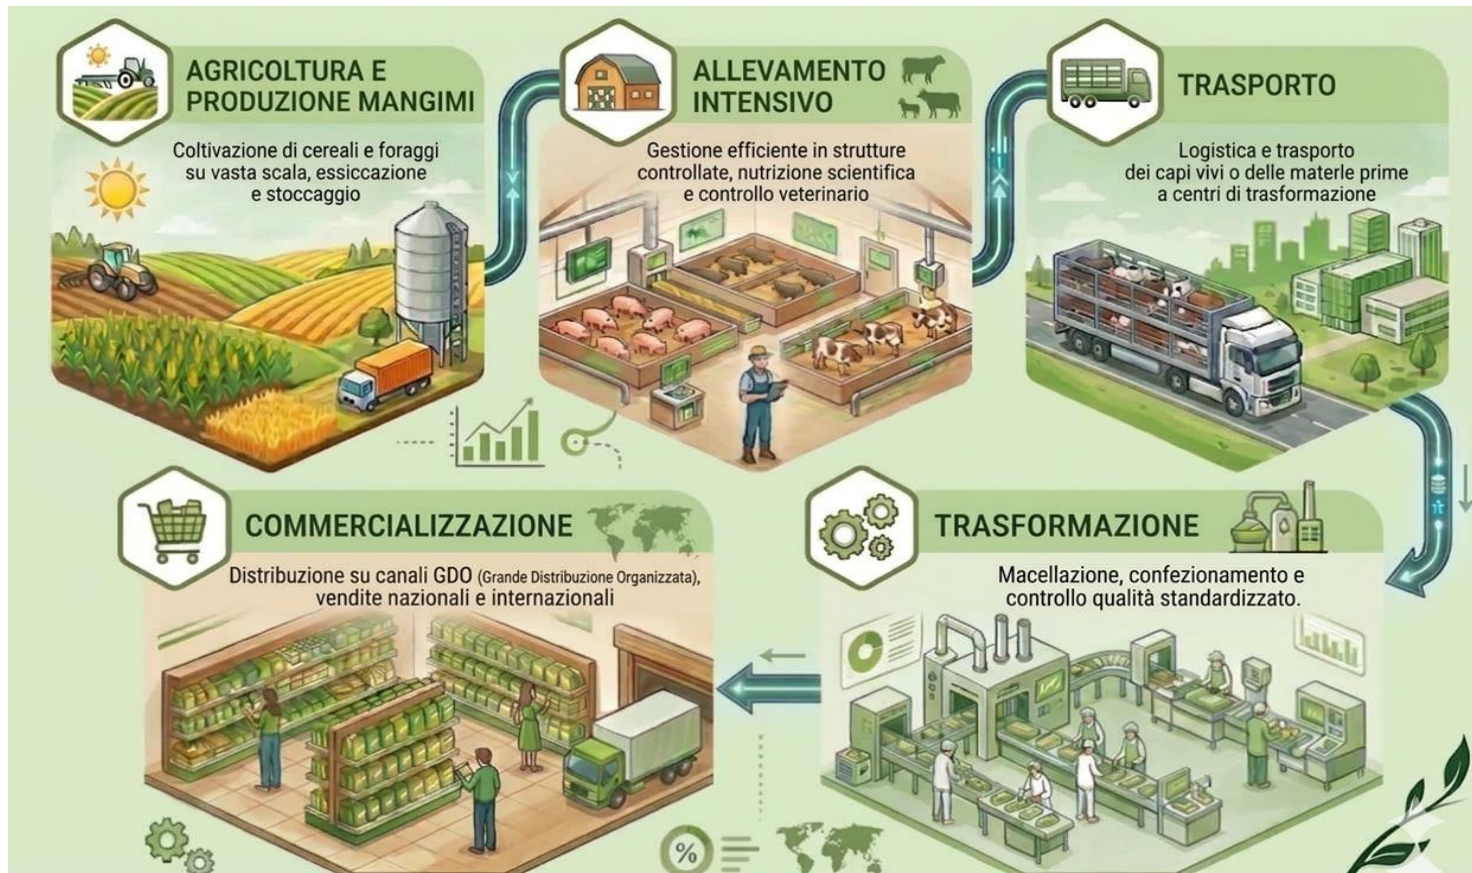 AGRICOLTURA E
PRODUZIONE MANGIMI
Coltivazione di cereali e foraggi
su vasta scala, essiccazione
e stoccaggio
ALLEVAMENTO
INTENSIVO
Gestione efficiente in strutture
controllate, nutrizione scientifica
e controllo veterinario
TRASPORTO
Logistica e trasporto
dei capi vivi o delle materle prime
a centri di trasformazione
COMMERCIALIZZAZIONE
Distribuzione su canali GDO (Grande Distribuzione Organizzata),
vendite nazionali e internazionali
TRASFORMAZIONE
Macellazione, confezionamento e
controllo qualità standardizzato.
%